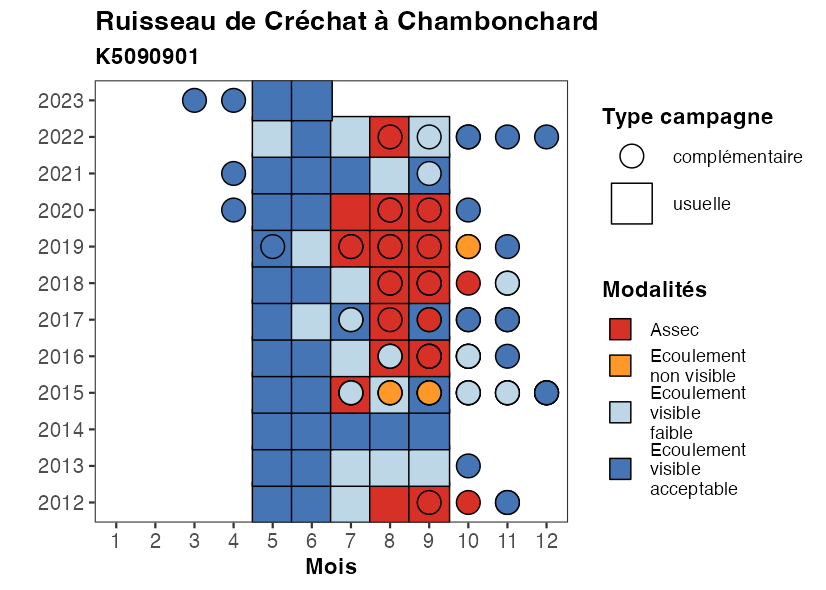 Ruisseau de Créchat à Chambonchard
K5090901
2023
2022
2021
2020
2019
2018
2017
2016
2015
2014
2013
2012
1 2 3 4 5 6 7 8 9 10 11 12
Mois
Type campagne
complémentaire
usuelle
Modalités
Assec
Ecoulement
non visible
Ecoulement
visible
faible
Ecoulement
visible
acceptable